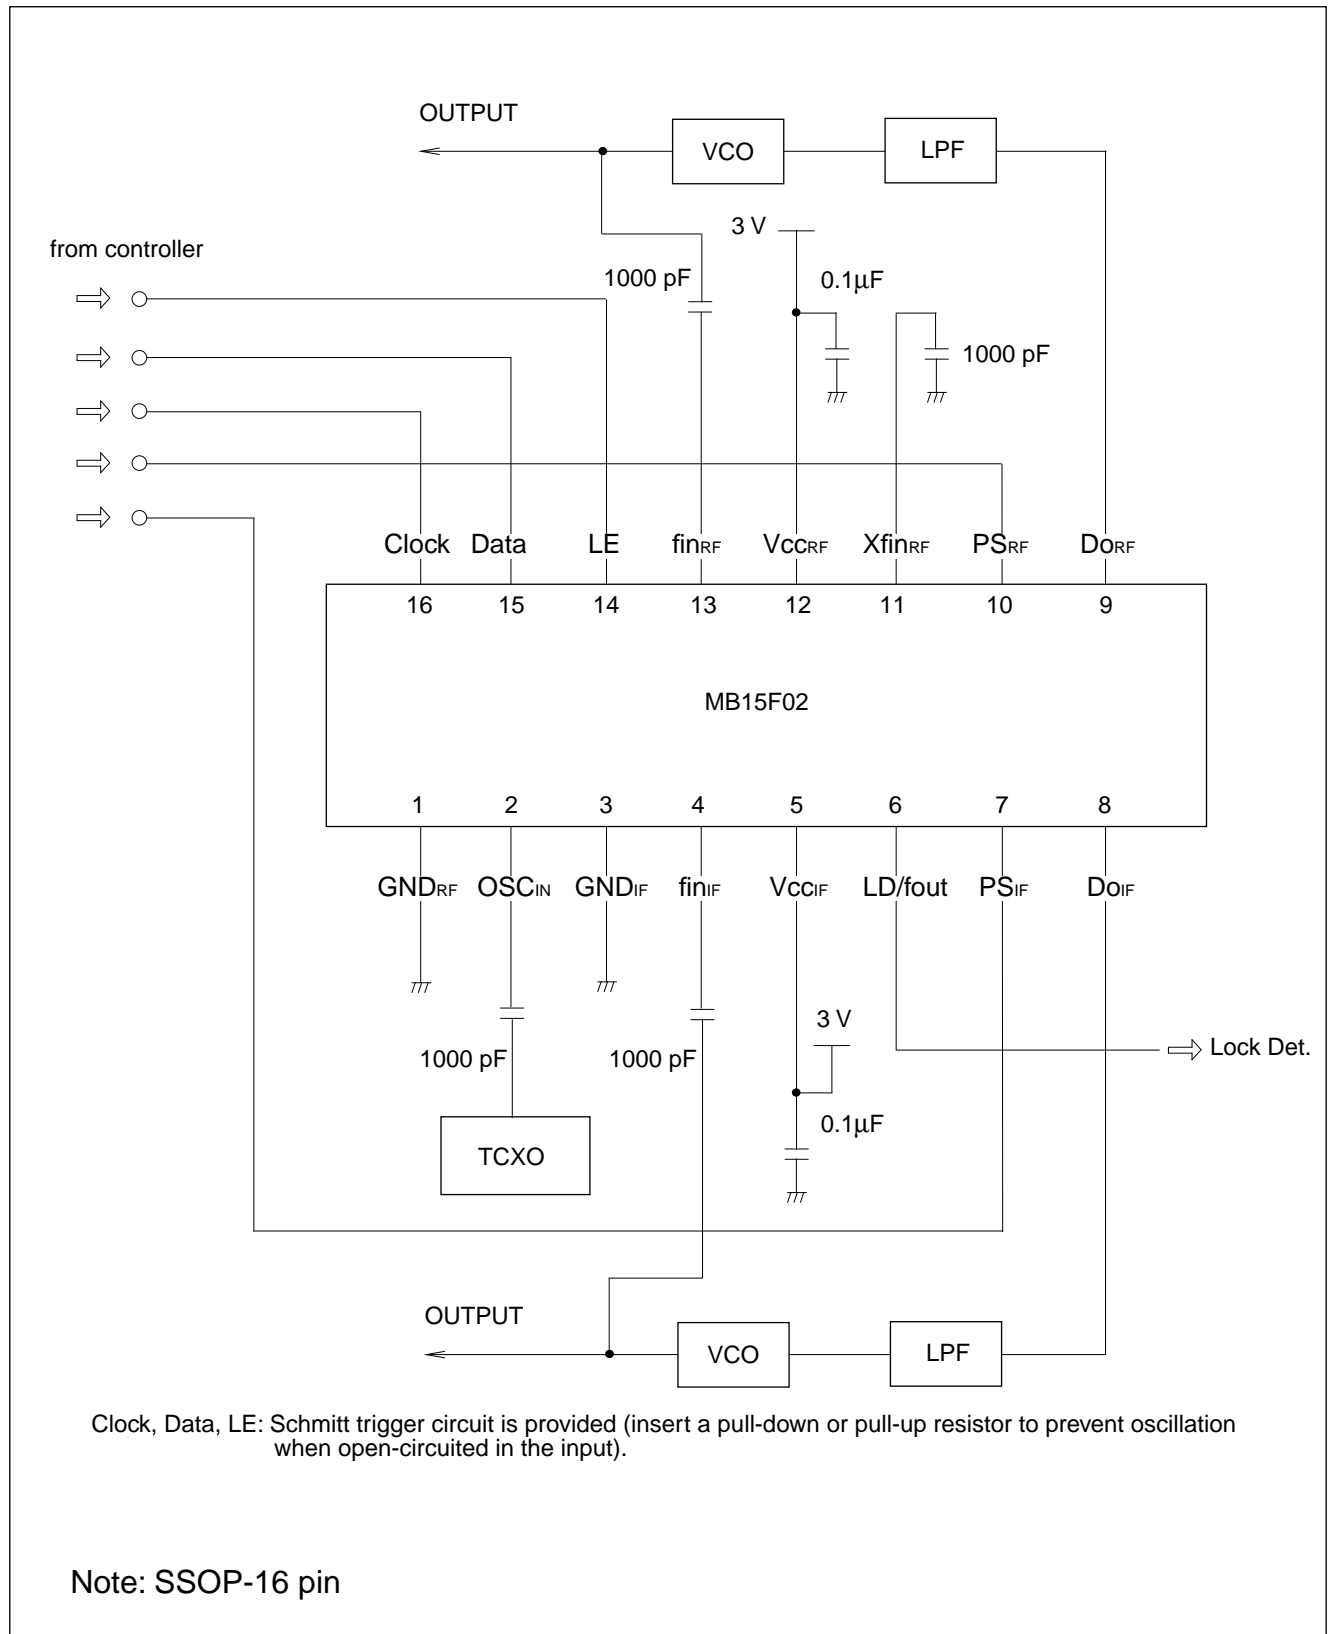 OUTPUT
VCO
LPF
3 V
from controller
1000 pF
0.1µF
1000 pF
Clock Data LE finRF VccRF XfinRF PSRF DoRF
16 15 14 13 12 11 10 9
MB15F02
1 2 3 4 5 6 7 8
GNDRF OSCIN GNDIF finIF VccIF LD/fout PSIF DoIF
3 V
Lock Det.
1000 pF
1000 pF
0.1µF
TCXO
OUTPUT
VCO
LPF
Clock, Data, LE: Schmitt trigger circuit is provided (insert a pull-down or pull-up resistor to prevent oscillation
when open-circuited in the input).
Note: SSOP-16 pin